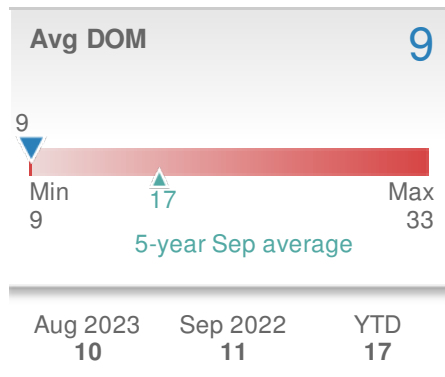 Avg DOM 9
9
Min Max
9 17 33
5-year Sep average
Aug 2023 Sep 2022 YTD
10 11 17